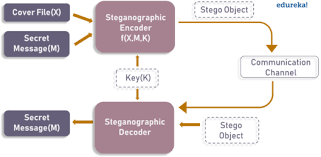 Cover File(X)
Secret
Message(M)
Steganographic
Encoder
f(X,M,K)
Stego Object
edureka!
Communication
Channel
Key(K)
Secret
Message(M)
Steganographic
Decoder
Stego
Object